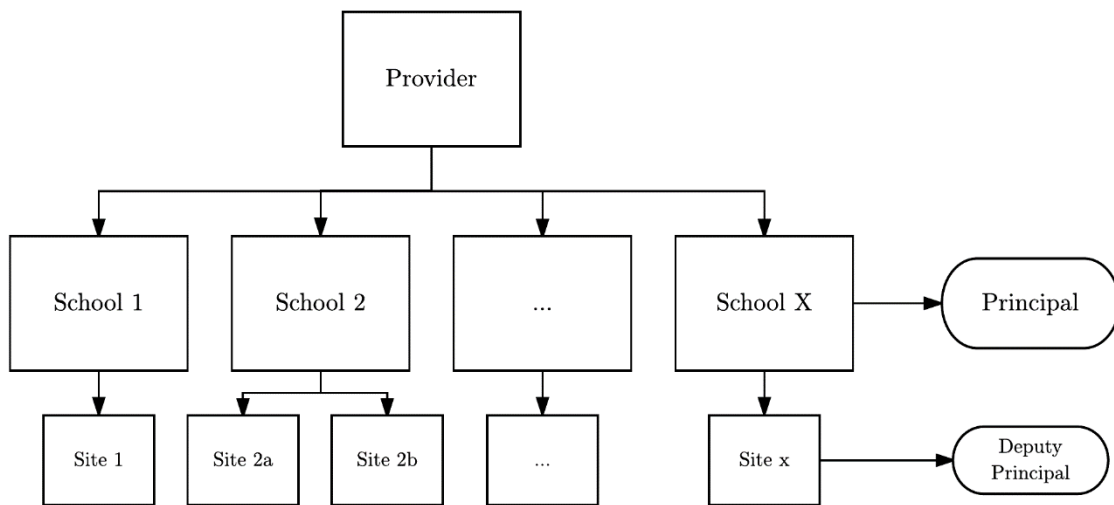 Provider
School 1
School 2
...
School X
Principal
Site 1
Site 2a
Site 2b
...
Site x
Deputy
Principal